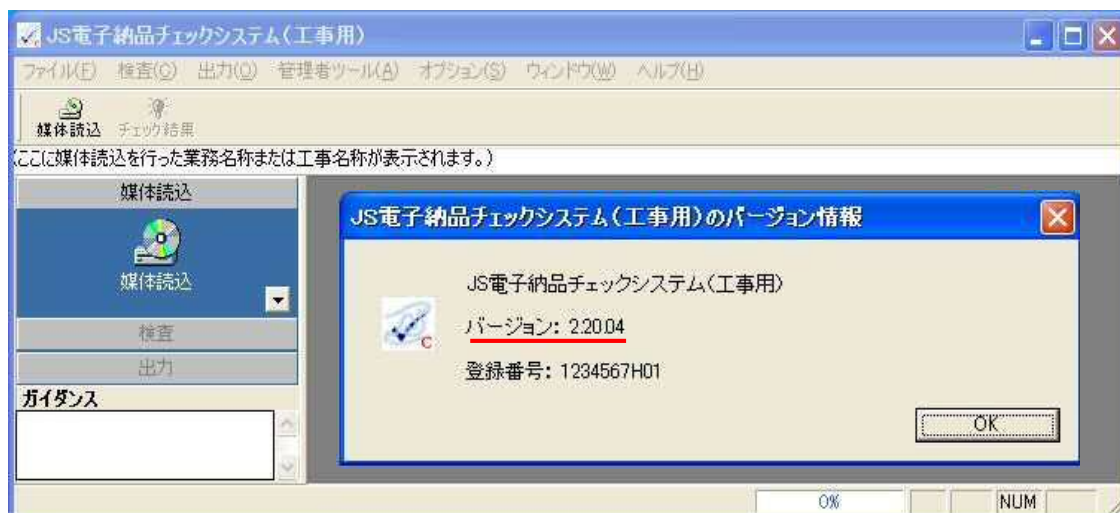 JS電子納品チェックシステム(工事用)
ファイル(F) 検査(C) 出力(O) 管理者ツール(A) オプション(S) ウィンドウ(W) ヘルプ(H)
媒体読込 チェック結果
(ここに媒体読込を行った業務名称または工事名称が表示されます。)
媒体読込
媒体読込
検査
出力
ガイダンス
JS電子納品チェックシステム(工事用)のバージョン情報
JS電子納品チェックシステム(工事用)
バージョン: 2.20.04
C
登録番号: 1234567H01
OK
0% NUM